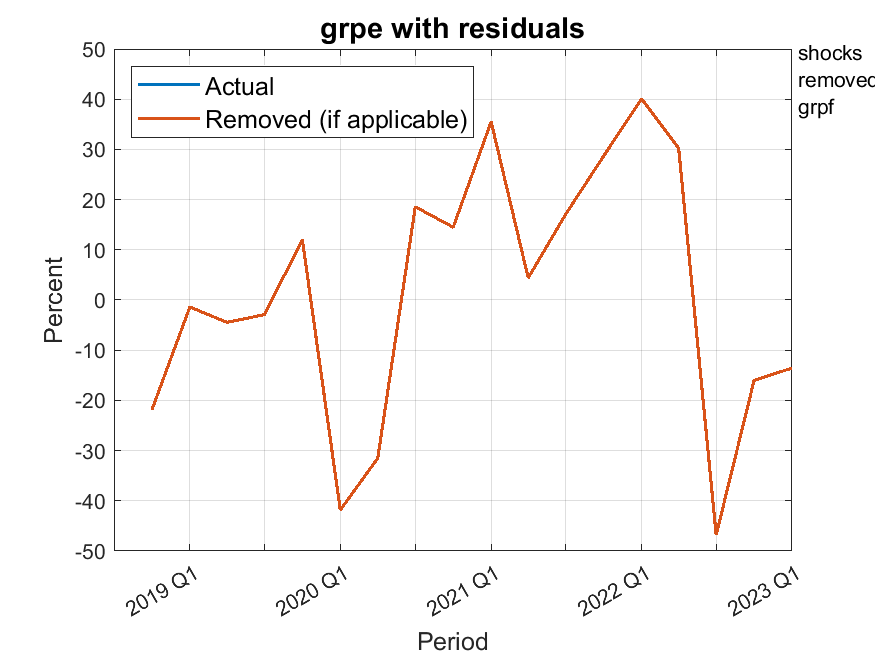 grpe with residuals
shocks
removed
grpf
Actual
Removed (if applicable)
50
40
30
20
10
0
-10
-20
-30
-40
-50
Percent
2019 Q1
2020 Q1
2021 Q1
2022 Q1
2023 Q1
Period